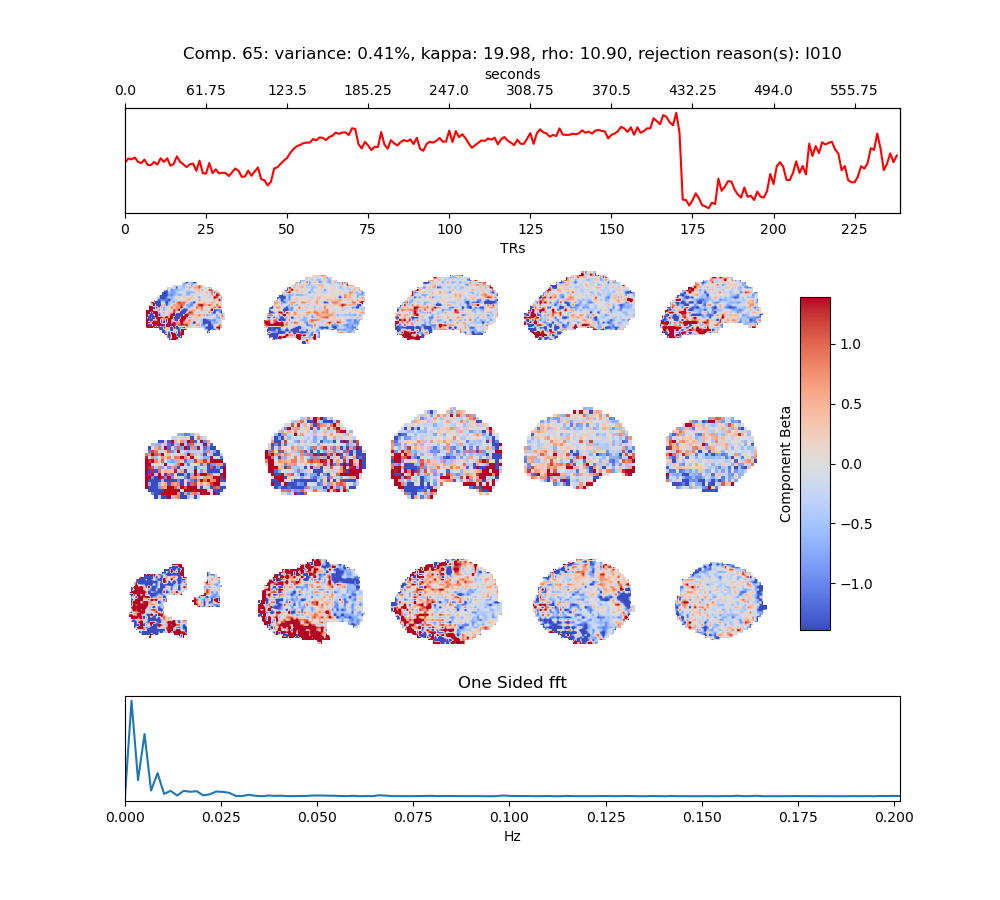 Comp. 65: variance: 0.41%, kappa: 19.98, rho: 10.90, rejection reason(s): I010
seconds
0.0 61.75 123.5 185.25 247.0 308.75 370.5 432.25 494.0 555.75
0 25 50 75 100 125 150 175 200 225
TRs
1.0
0.5
0.0
−0.5
−1.0
Component Beta
One Sided fft
0.000 0.025 0.050 0.075 0.100 0.125 0.150 0.175 0.200
Hz